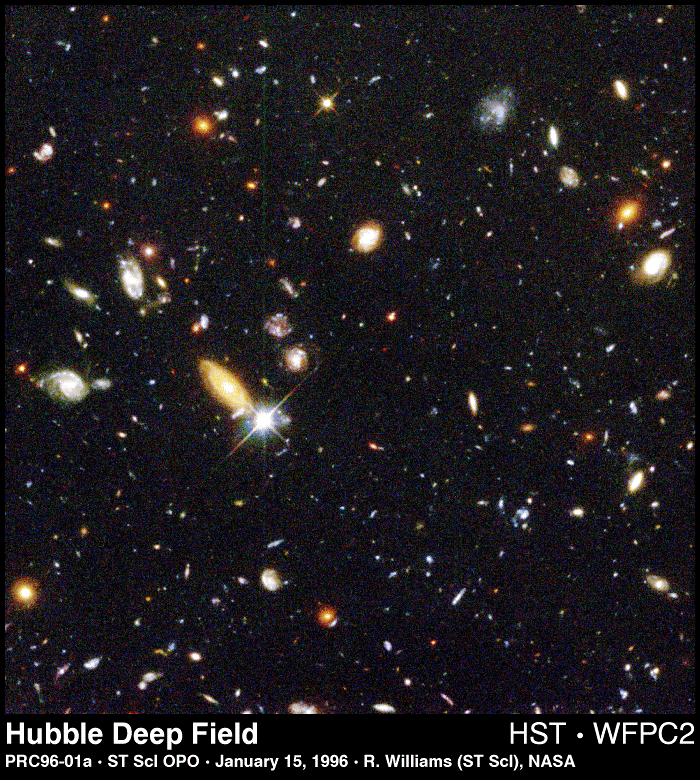 Hubble Deep Field HST • WFPC2
PRC96-01a • ST ScI OPO • January 15, 1996 • R. Williams (ST ScI), NASA